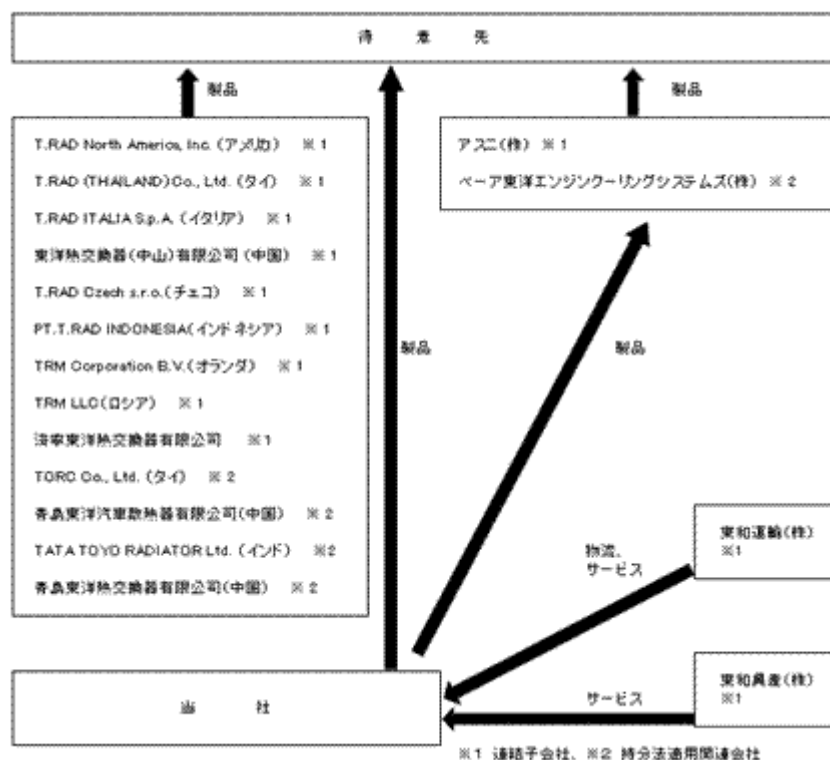 得 意 先
製品
製品
T.RAD North America, Inc. (アメリカ) ※1
T.RAD (THAILAND) Co., Ltd. (タイ) ※1
T.RAD ITALIA S.p.A. (イタリア) ※1
東洋熱交換器(中山)有限公司 (中国) ※1
T.RAD Czech s.r.o.(チェコ) ※1
PT.T.RAD INDONESIA(インドネシア) ※1
TRM Corporation B.V.(オランダ) ※1
TRM LLC(ロシア) ※1
東洋熱交換器有限公司 ※1
TORC Co., Ltd. (タイ) ※2
青島東洋汽車散熱器有限公司(中国) ※2
TATA TOYO RADIATOR Ltd. (インド) ※2
青島東洋熱交換器有限公司(中国) ※2
アスニ(株) ※1
ベーア東洋エンジンクーリングシステムズ(株) ※2
製品
製品
物流、
サービス
東和運輸(株)
※1
サービス
東和興産(株)
※1
当 社
※1 連結子会社、※2 持分法適用関連会社